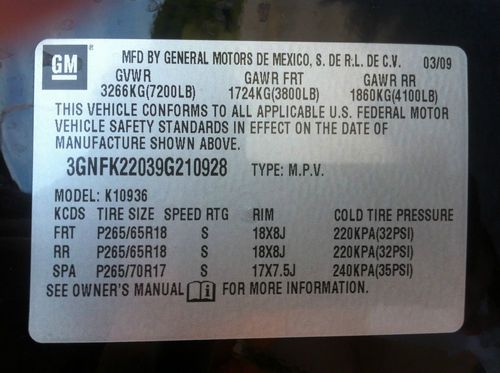 GM ® MFD BY GENERAL MOTORS DE MEXICO, S. DE R.L. DE C.V. 03/09
GVWR GAWR FRT GAWR RR
3266KG(7200LB) 1724KG(3800LB) 1860KG(4100LB)
THIS VEHICLE CONFORMS TO ALL APPLICABLE U.S. FEDERAL MOTOR
VEHICLE SAFETY STANDARDS IN EFFECT ON THE DATE OF
MANUFACTURE SHOWN ABOVE.
3GNFK22039G210928 TYPE: M.P.V.
MODEL: K10936
KCDS TIRE SIZE SPEED RTG RIM COLD TIRE PRESSURE
FRT P265/65R18 S 18X8J 220KPA(32PSI)
RR P265/65R18 S 18X8J 220KPA(32PSI)
SPA P265/70R17 S 17X7.5J 240KPA(35PSI)
SEE OWNER'S MANUAL i FOR MORE INFORMATION.